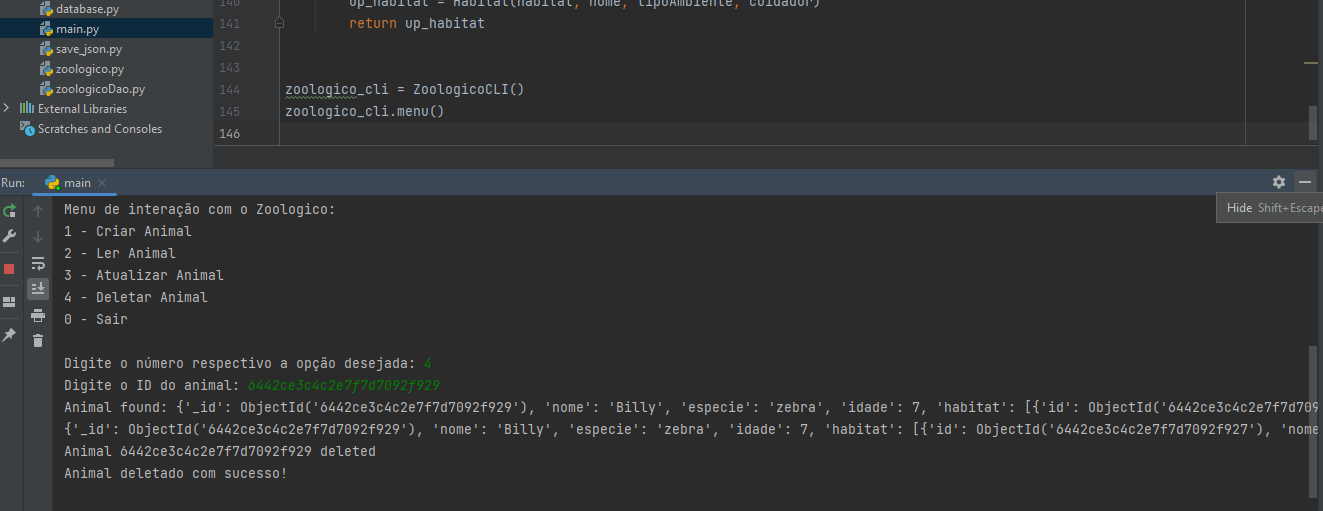 database.py
main.py
save_json.py
zoologico.py
zoologicoDao.py
External Libraries
Scratches and Consoles
140 up_habitat = Habitat(habitat, nome, tipoAmbiente, cuidador)
141 return up_habitat
142
143
144 zoologico_cli = ZoologicoCLI()
145 zoologico_cli.menu()
146
Run: main
Hide Shift+Escape
Menu de interação com o Zoologico:
1 - Criar Animal
2 - Ler Animal
3 - Atualizar Animal
4 - Deletar Animal
0 - Sair
Digite o número respectivo a opção desejada: 4
Digite o ID do animal: 6442ce3c4c2e7f7d7092f929
Animal found: {'_id': ObjectId('6442ce3c4c2e7f7d7092f929'), 'nome': 'Billy', 'especie': 'zebra', 'idade': 7, 'habitat': [{'id': ObjectId('6442ce3c4c2e7f7d709
{'_id': ObjectId('6442ce3c4c2e7f7d7092f929'), 'nome': 'Billy', 'especie': 'zebra', 'idade': 7, 'habitat': [{'id': ObjectId('6442ce3c4c2e7f7d7092f927'), 'nome
Animal 6442ce3c4c2e7f7d7092f929 deleted
Animal deletado com sucesso!